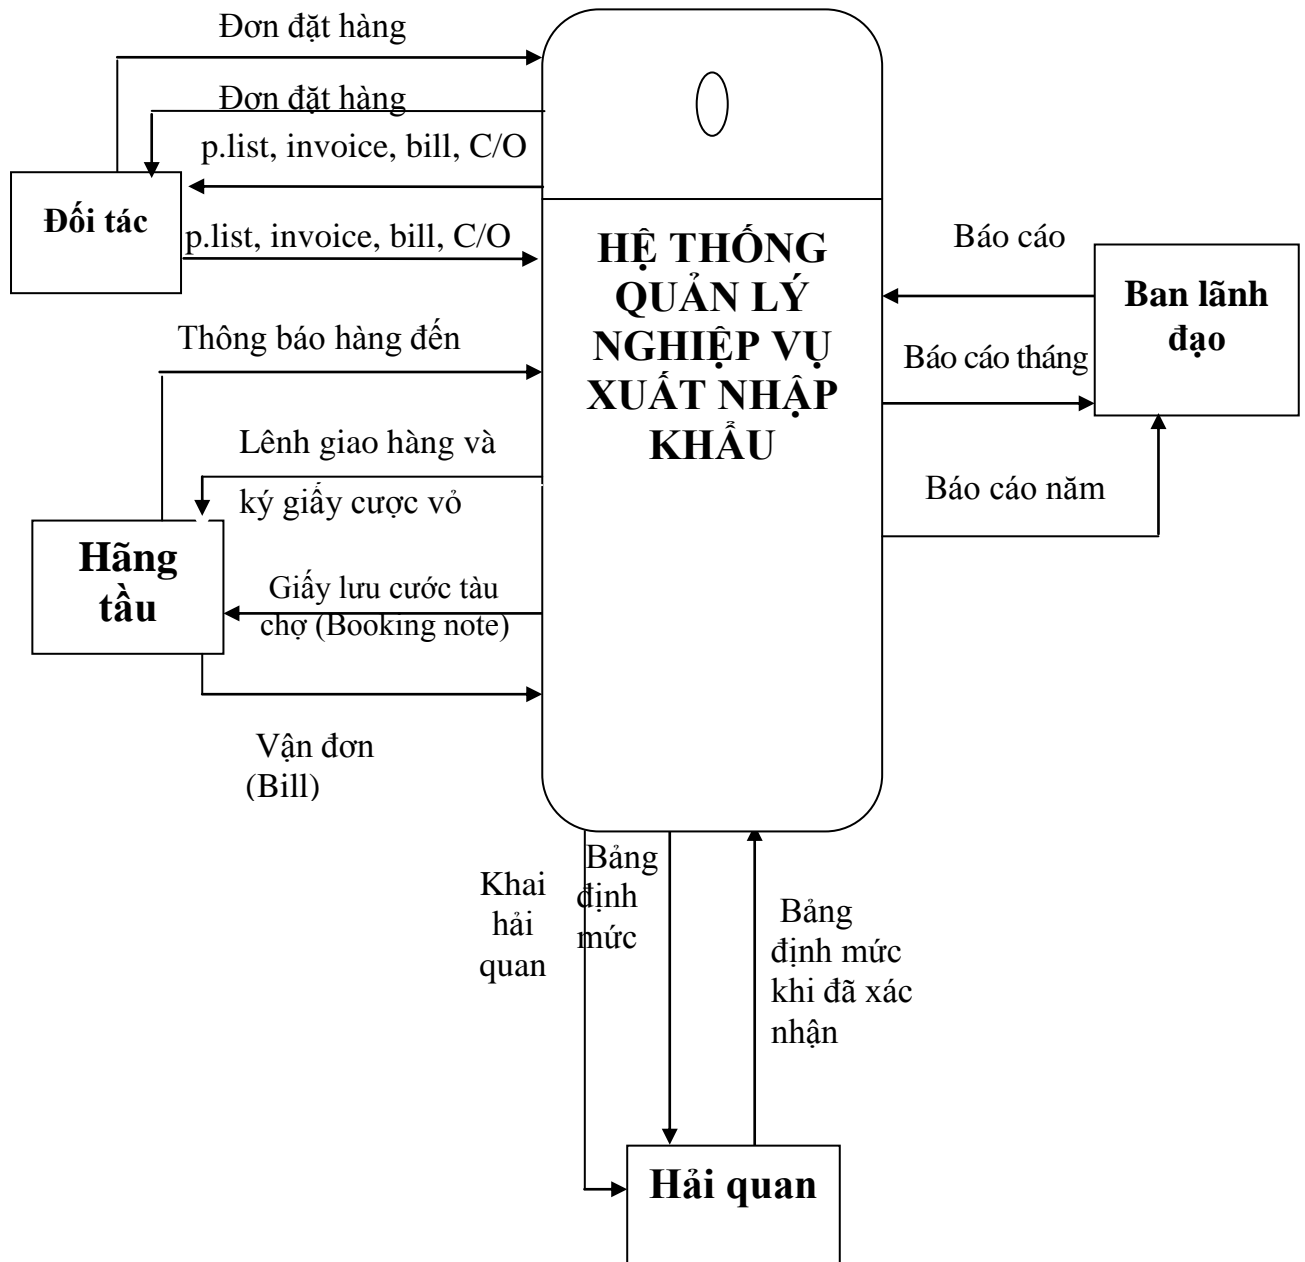 Đơn đặt hàng
Đơn đặt hàng
p.list, invoice, bill, C/O
Đối tác
p.list, invoice, bill, C/O
Thông báo hàng đến
Lênh giao hàng và
ký giấy cược vỏ
Hãng
tầu
Giấy lưu cước tàu
chợ (Booking note)
Vận đơn
(Bill)
HỆ THỐNG
QUẢN LÝ
NGHIỆP VỤ
XUẤT NHẬP
KHẨU
Báo cáo
Ban lãnh
đạo
Báo cáo tháng
Báo cáo năm
Khai
hải
quan
Bảng
định
mức
Bảng
định mức
khi đã xác
nhận
Hải quan